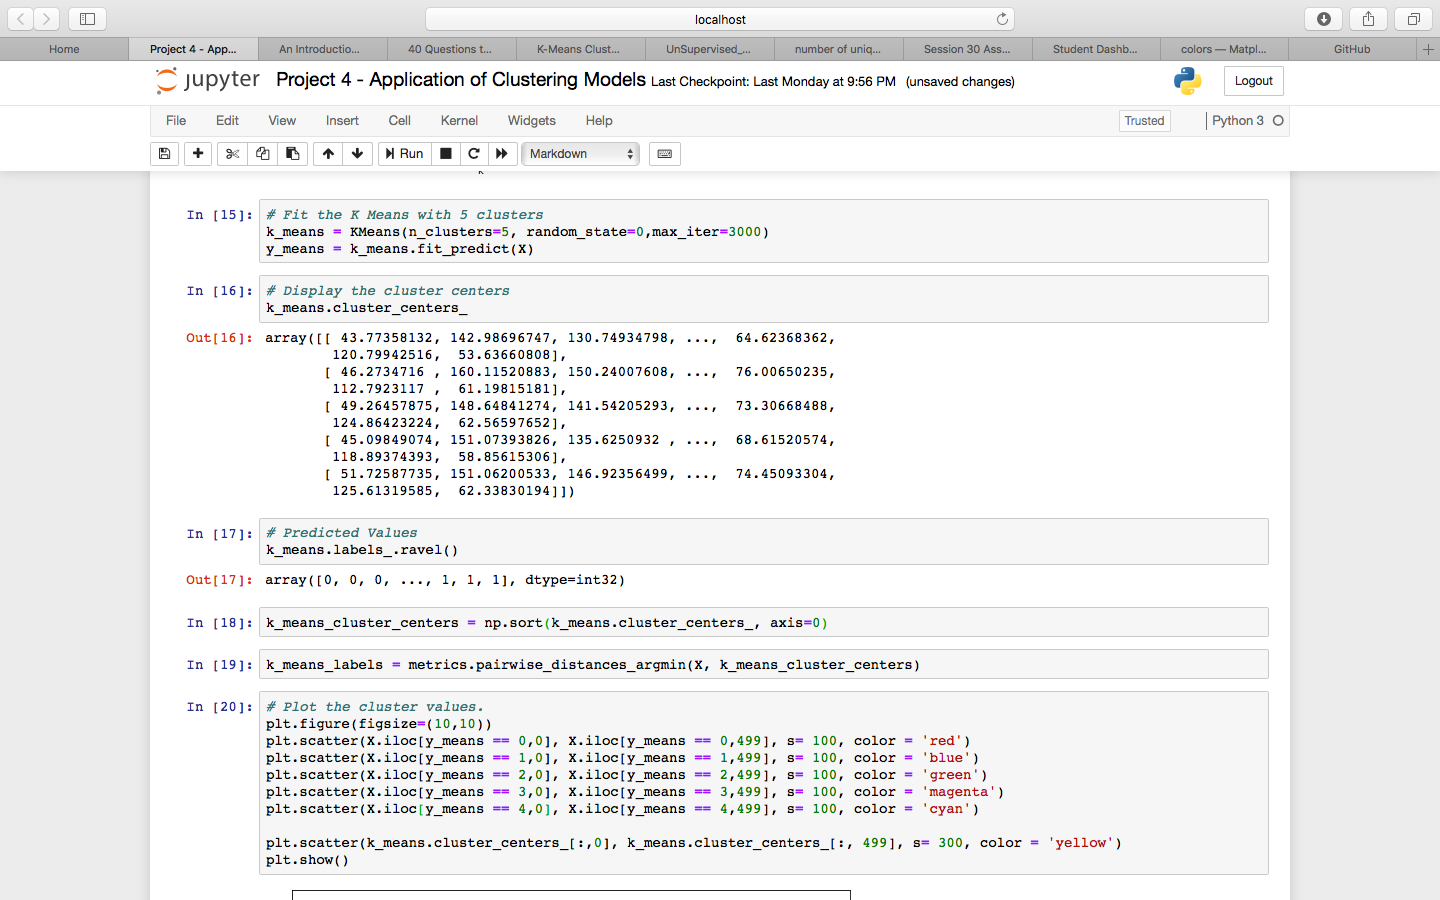 localhost
Home
Project 4 - App...
An Introductio...
40 Questions t...
K-Means Clust...
UnSupervised_...
number of uniq...
Session 30 Ass...
Student Dashb...
colors — Matpl...
GitHub
jupyter Project 4 - Application of Clustering Models Last Checkpoint: Last Monday at 9:56 PM (unsaved changes)
Logout
File Edit View Insert Cell Kernel Widgets Help
Trusted
Python 3
Run
Markdown
In [15]: # Fit the K Means with 5 clusters
k_means = KMeans(n_clusters=5, random_state=0,max_iter=3000)
y_means = k_means.fit_predict(X)
In [16]: # Display the cluster centers
k_means.cluster_centers_
Out[16]: array([[ 43.77358132, 142.98696747, 130.74934798, ..., 64.62368362,
120.79942516, 53.63660808],
[ 46.2734716 , 160.11520883, 150.24007608, ..., 76.00650235,
112.7923117 , 61.19815181],
[ 49.26457875, 148.64841274, 141.54205293, ..., 73.30668488,
124.86423224, 62.56597652],
[ 45.09849074, 151.07393826, 135.6250932 , ..., 68.61520574,
118.89374393, 58.85615306],
[ 51.72587735, 151.06200533, 146.92356499, ..., 74.45093304,
125.61319585, 62.33830194]])
In [17]: # Predicted Values
k_means.labels_.ravel()
Out[17]: array([0, 0, 0, ..., 1, 1, 1], dtype=int32)
In [18]: k_means_cluster_centers = np.sort(k_means.cluster_centers_, axis=0)
In [19]: k_means_labels = metrics.pairwise_distances_argmin(X, k_means_cluster_centers)
In [20]: # Plot the cluster values.
plt.figure(figsize=(10,10))
plt.scatter(X.iloc[y_means == 0,0], X.iloc[y_means == 0,499], s= 100, color = 'red')
plt.scatter(X.iloc[y_means == 1,0], X.iloc[y_means == 1,499], s= 100, color = 'blue')
plt.scatter(X.iloc[y_means == 2,0], X.iloc[y_means == 2,499], s= 100, color = 'green')
plt.scatter(X.iloc[y_means == 3,0], X.iloc[y_means == 3,499], s= 100, color = 'magenta')
plt.scatter(X.iloc[y_means == 4,0], X.iloc[y_means == 4,499], s= 100, color = 'cyan')
plt.scatter(k_means.cluster_centers_[:,0], k_means.cluster_centers_[:, 499], s= 300, color = 'yellow')
plt.show()